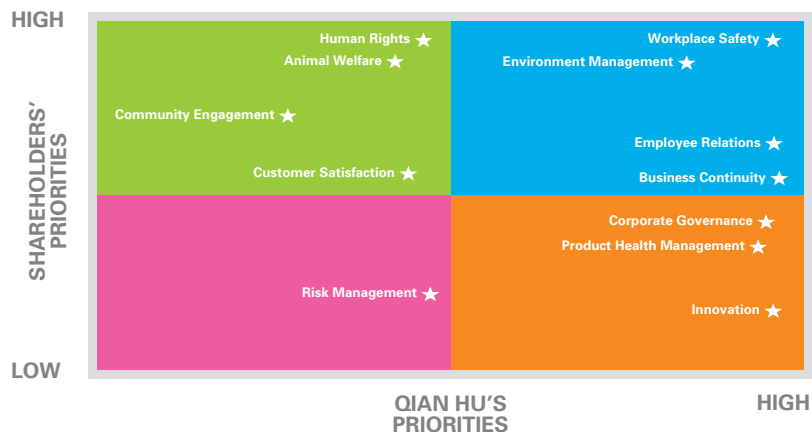 HIGH
Human Rights
Workplace Safety
Animal Welfare
Environment Management
Community Engagement
Employee Relations
Customer Satisfaction
Business Continuity
SHAREHOLDERS'
PRIORITIES
Corporate Governance
Product Health Management
Risk Management
Innovation
LOW
QIAN HU'S
PRIORITIES
HIGH